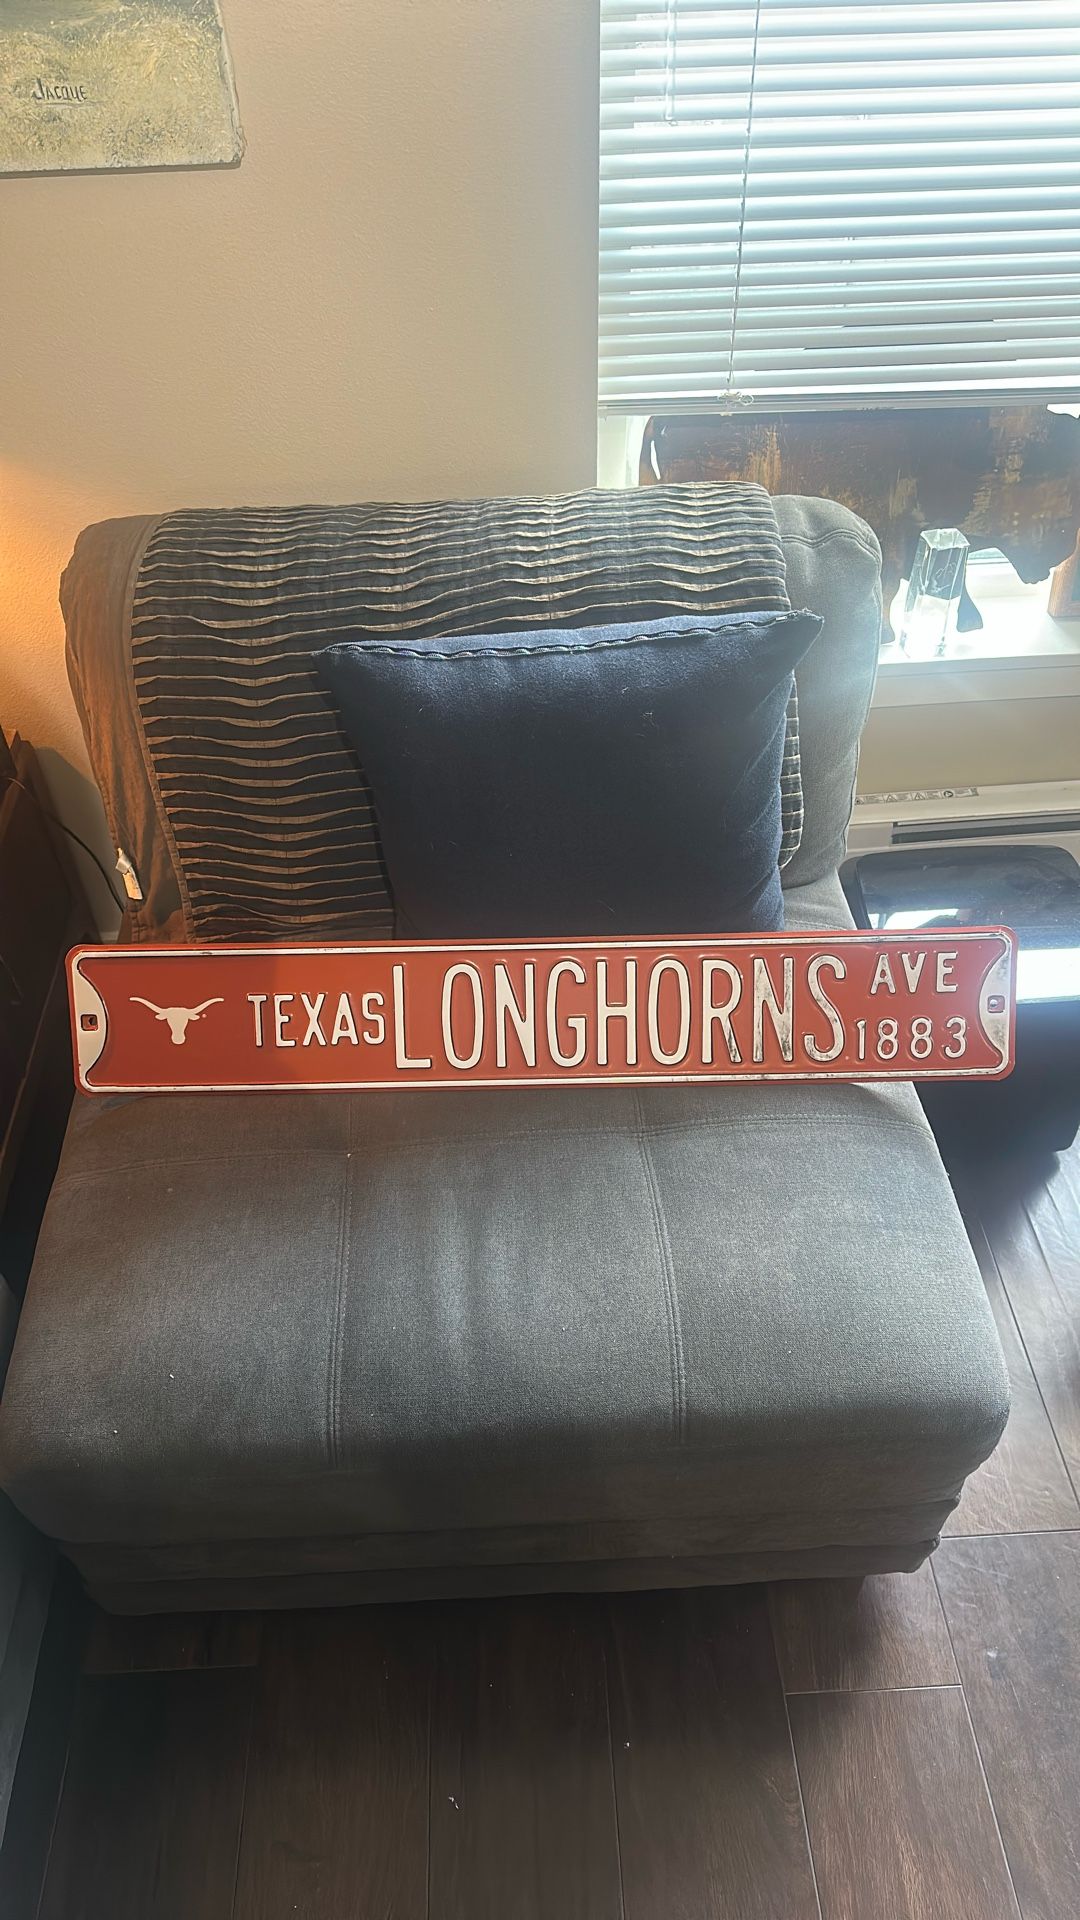 JACQUE
TEXAS LONGHORNS AVE
1883